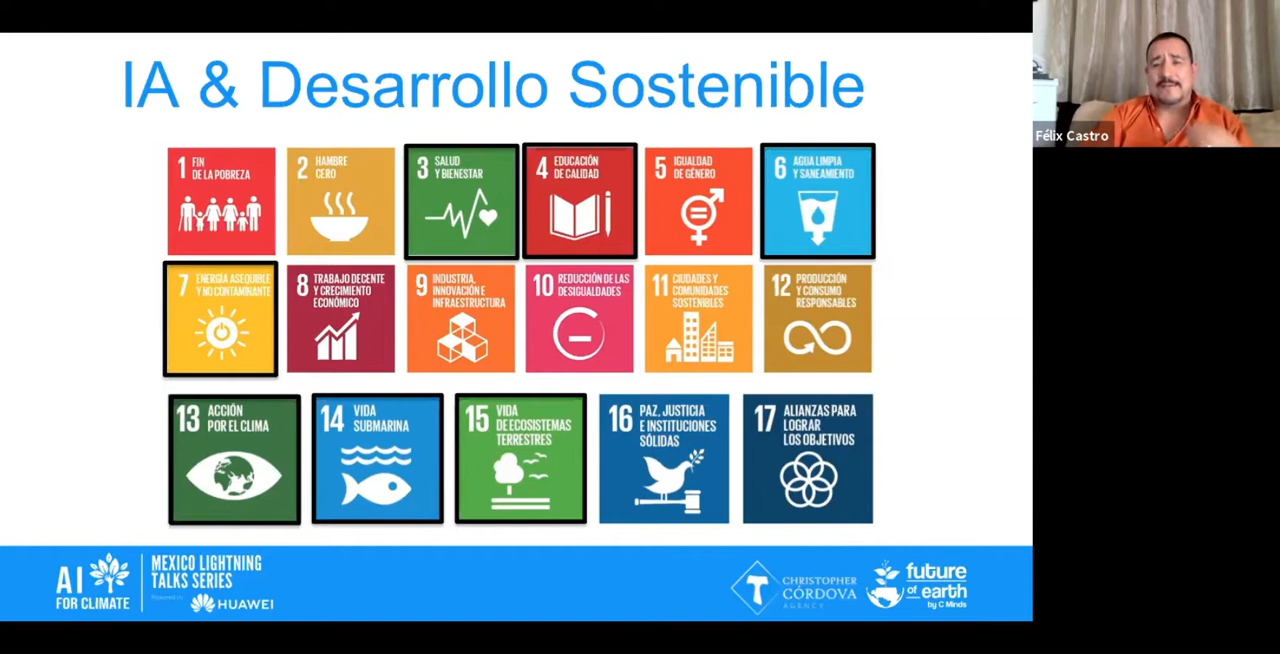 IA & Desarrollo Sostenible
1 FIN
DE LA POBREZA
2 HAMBRE
CERO
3 SALUD
Y BIENESTAR
4 EDUCACIÓN
DE CALIDAD
5 IGUALDAD
DE GÉNERO
6 AGUA LIMPIA
Y SANEAMIENTO
7 ENERGÍA ASEQUIBLE
Y NO CONTAMINANTE
8 TRABAJO DECENTE
Y CRECIMIENTO
ECONÓMICO
9 INDUSTRIA,
INNOVACIÓN E
INFRAESTRUCTURA
10 REDUCCIÓN DE LAS
DESIGUALDADES
11 CIUDADES Y
COMUNIDADES
SOSTENIBLES
12 PRODUCCIÓN
Y CONSUMO
RESPONSABLES
13 ACCIÓN
POR EL CLIMA
14 VIDA
SUBMARINA
15 VIDA
DE ECOSISTEMAS
TERRESTRES
16 PAZ, JUSTICIA
E INSTITUCIONES
SÓLIDAS
17 ALIANZAS PARA
LOGRAR
LOS OBJETIVOS
AI
FOR CLIMATE
MEXICO LIGHTNING
TALKS SERIES
Powered by
HUAWEI
CHRISTOPHER
CÓRDOVA
AGENCY
future
of earth
by C Minds
Félix Castro